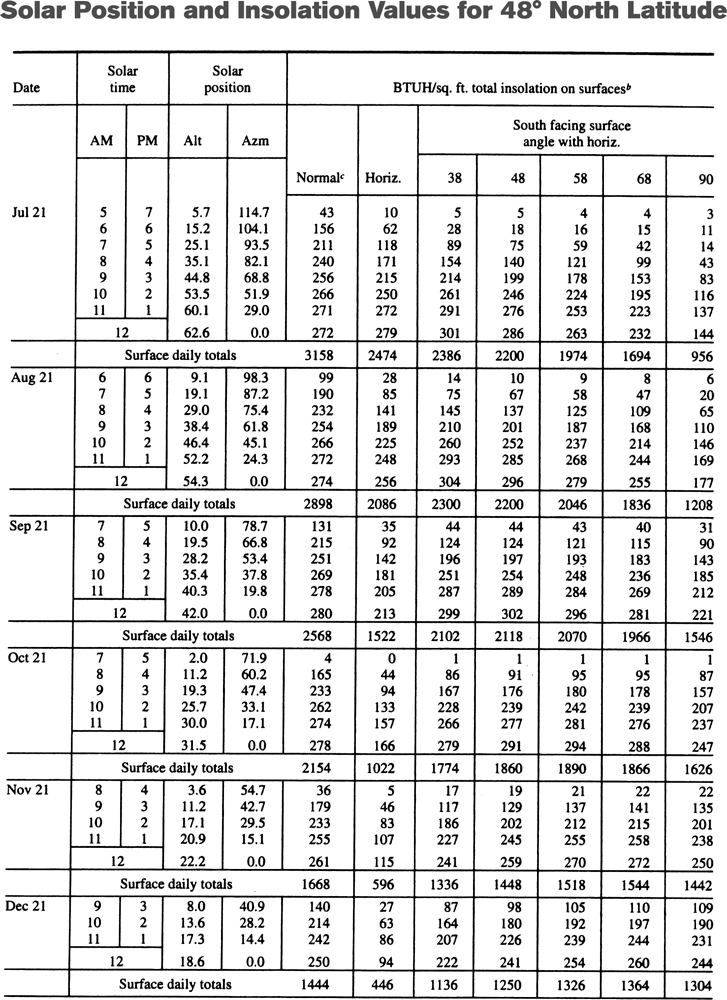 Solar Position and Insolation Values for 48° North Latitude
Date Solar time Solar position BTUH/sq. ft. total insolation on surfacesᵇ
AM PM Alt Azm South facing surface angle with horiz.
Normalᶜ Horiz. 38 48 58 68 90
Jul 21 5 7 5.7 114.7 43 10 5 5 4 4 3
6 6 15.2 104.1 156 62 28 18 16 15 11
7 5 25.1 93.5 211 118 89 75 59 42 14
8 4 35.1 82.1 240 171 154 140 121 99 43
9 3 44.8 68.8 256 215 214 199 178 153 83
10 2 53.5 51.9 266 250 261 246 224 195 116
11 1 60.1 29.0 271 272 291 276 253 223 137
12 62.6 0.0 272 279 301 286 263 232 144
Surface daily totals 3158 2474 2386 2200 1974 1694 956
Aug 21 6 6 9.1 98.3 99 28 14 10 9 8 6
7 5 19.1 87.2 190 85 75 67 58 47 20
8 4 29.0 75.4 232 141 145 137 125 109 65
9 3 38.4 61.8 254 189 210 201 187 168 110
10 2 46.4 45.1 266 225 260 252 237 214 146
11 1 52.2 24.3 272 248 293 285 268 244 169
12 54.3 0.0 274 256 304 296 279 255 177
Surface daily totals 2898 2086 2300 2200 2046 1836 1208
Sep 21 7 5 10.0 78.7 131 35 44 44 43 40 31
8 4 19.5 66.8 215 92 124 124 121 115 90
9 3 28.2 53.4 251 142 196 197 193 183 143
10 2 35.4 37.8 269 181 251 254 248 236 185
11 1 40.3 19.8 278 205 287 289 284 269 212
12 42.0 0.0 280 213 299 302 296 281 221
Surface daily totals 2568 1522 2102 2118 2070 1966 1546
Oct 21 7 5 2.0 71.9 4 0 1 1 1 1 1
8 4 11.2 60.2 165 44 86 91 95 95 87
9 3 19.3 47.4 233 94 167 176 180 178 157
10 2 25.7 33.1 262 133 228 239 242 239 207
11 1 30.0 17.1 274 157 266 277 281 276 237
12 31.5 0.0 278 166 279 291 294 288 247
Surface daily totals 2154 1022 1774 1860 1890 1866 1626
Nov 21 8 4 3.6 54.7 36 5 17 19 21 22 22
9 3 11.2 42.7 179 46 117 129 137 141 135
10 2 17.1 29.5 233 83 186 202 212 215 201
11 1 20.9 15.1 255 107 227 245 255 258 238
12 22.2 0.0 261 115 241 259 270 272 250
Surface daily totals 1668 596 1336 1448 1518 1544 1442
Dec 21 9 3 8.0 40.9 140 27 87 98 105 110 109
10 2 13.6 28.2 214 63 164 180 192 197 190
11 1 17.3 14.4 242 86 207 226 239 244 231
12 18.6 0.0 250 94 222 241 254 260 244
Surface daily totals 1444 446 1136 1250 1326 1364 1304